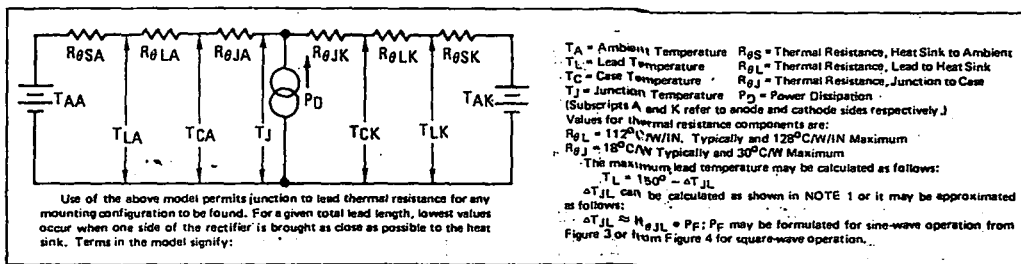 RθSA RθLA RθJA RθJK RθLK RθSK
TAA TLA TCA TJ PD TCK TLK TAK
Use of the above model permits junction to lead thermal resistance for any
mounting configuration to be found. For a given total lead length, lowest values
occur when one side of the rectifier is brought as close as possible to the heat
sink. Terms in the model signify:
TA = Ambient Temperature RθS = Thermal Resistance, Heat Sink to Ambient
TL = Lead Temperature RθL = Thermal Resistance, Lead to Heat Sink
TC = Case Temperature RθJ = Thermal Resistance, Junction to Case
TJ = Junction Temperature PD = Power Dissipation
(Subscripts A and K refer to anode and cathode sides respectively.)
Values for thermal resistance components are:
RθL = 112°C/W/IN. Typically and 128°C/W/IN Maximum
RθJ = 18°C/W Typically and 30°C/W Maximum
The maximum lead temperature may be calculated as follows:
TL = 150° – ΔTJL
ΔTJL can be calculated as shown in NOTE 1 or it may be approximated
as follows:
ΔTJL ≈ RθJL = PF; PF may be formulated for sine-wave operation from
Figure 3 or from Figure 4 for square-wave operation.